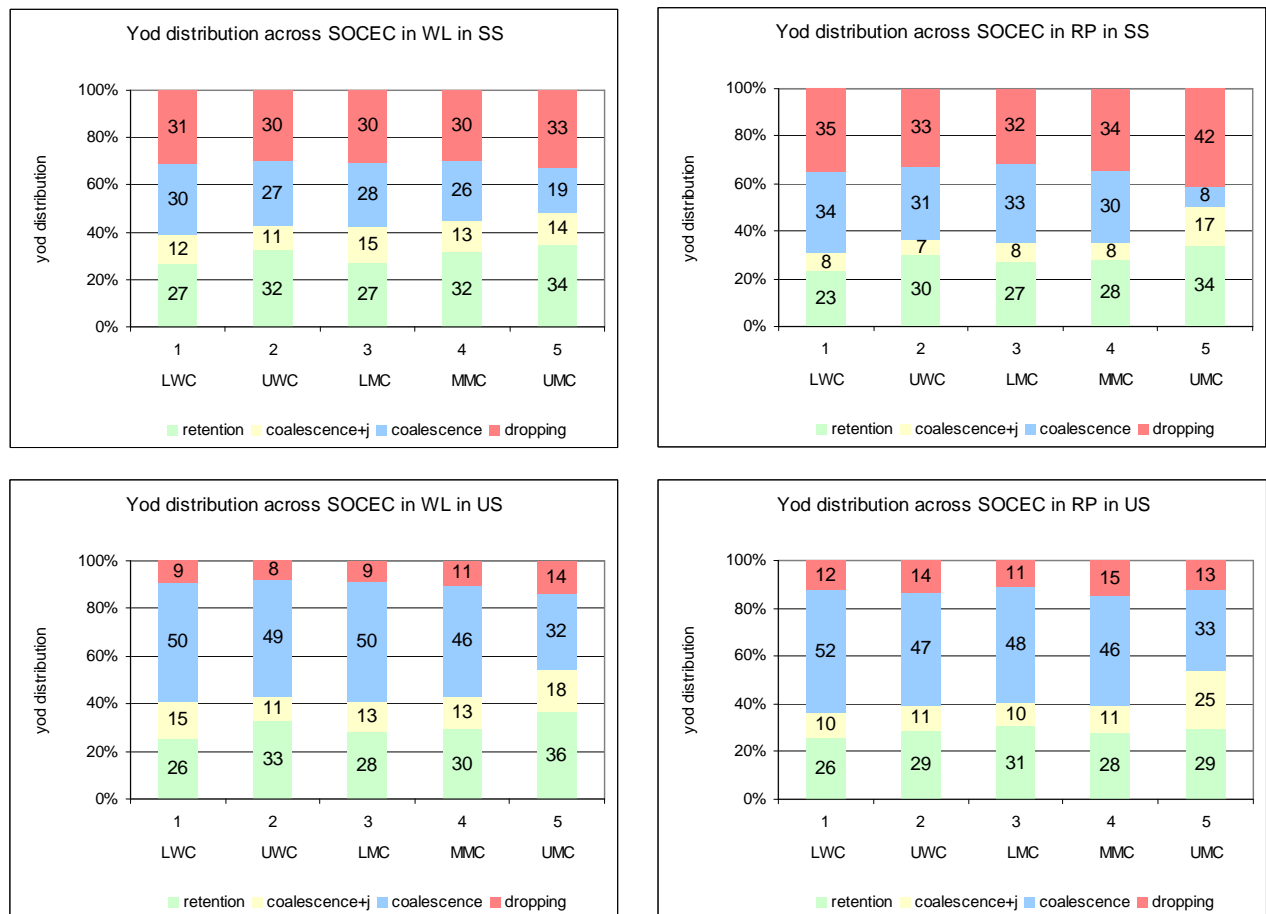 Yod distribution across SOCEC in WL in SS
yod distribution
100%
80%
60%
40%
20%
0%
31 30 30 30 33
30 27 28 26 19
12 11 15 13 14
27 32 27 32 34
1 2 3 4 5
LWC UWC LMC MMC UMC
retention coalescence+j coalescence dropping
Yod distribution across SOCEC in RP in SS
yod distribution
100%
80%
60%
40%
20%
0%
35 33 32 34 42
34 31 33 30 8
8 7 8 8 17
23 30 27 28 34
1 2 3 4 5
LWC UWC LMC MMC UMC
retention coalescence+j coalescence dropping
Yod distribution across SOCEC in WL in US
yod distribution
100%
80%
60%
40%
20%
0%
9 8 9 11 14
50 49 50 46 32
15 11 13 13 18
26 33 28 30 36
1 2 3 4 5
LWC UWC LMC MMC UMC
retention coalescence+j coalescence dropping
Yod distribution across SOCEC in RP in US
yod distribution
100%
80%
60%
40%
20%
0%
12 14 11 15 13
52 47 48 46 33
10 11 10 11 25
26 29 31 28 29
1 2 3 4 5
LWC UWC LMC MMC UMC
retention coalescence+j coalescence dropping